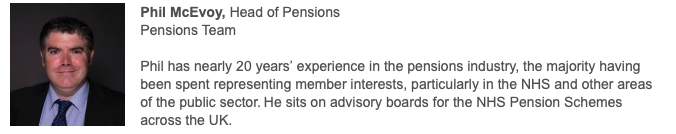 Phil McEvoy, Head of Pensions
Pensions Team
Phil has nearly 20 years’ experience in the pensions industry, the majority having
been spent representing member interests, particularly in the NHS and other areas
of the public sector. He sits on advisory boards for the NHS Pension Schemes
across the UK.